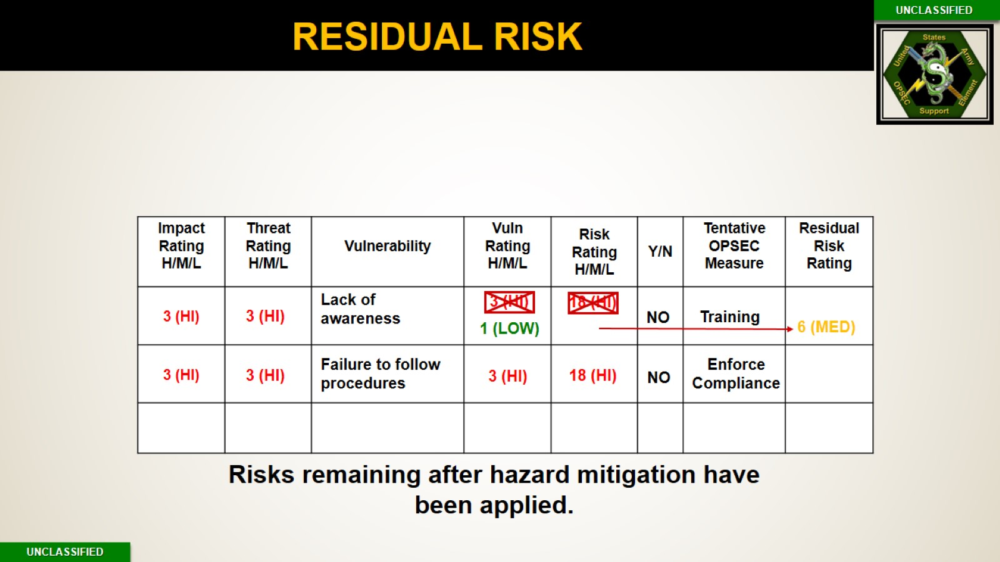 RESIDUAL RISK
UNCLASSIFIED
United States Army
OPSEC Support Element
Impact
Rating
H/M/L
Threat
Rating
H/M/L
Vulnerability
Vuln
Rating
H/M/L
Risk
Rating
H/M/L
Y/N
Tentative
OPSEC
Measure
Residual
Risk
Rating
3 (HI)
3 (HI)
Lack of
awareness
3 (HI)
1 (LOW)
18 (HI)
NO
Training
6 (MED)
3 (HI)
3 (HI)
Failure to follow
procedures
3 (HI)
18 (HI)
NO
Enforce
Compliance
Risks remaining after hazard mitigation have
been applied.
UNCLASSIFIED